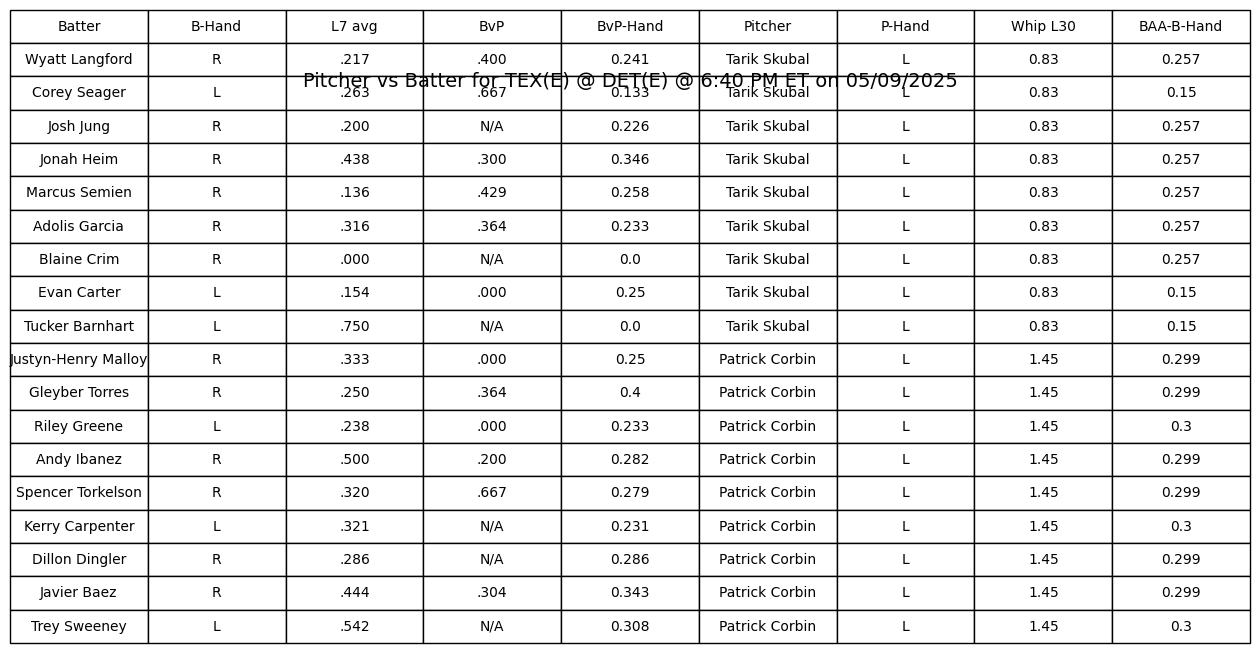 Batter B-Hand L7 avg BvP BvP-Hand Pitcher P-Hand Whip L30 BAA-B-Hand
Wyatt Langford R .217 .400 0.241 Tarik Skubal L 0.83 0.257
Pitcher vs Batter for TEX(E) @ DET(E) @ 6:40 PM ET on 05/09/2025
Corey Seager L .263 .667 0.133 Tarik Skubal L 0.83 0.15
Josh Jung R .200 N/A 0.226 Tarik Skubal L 0.83 0.257
Jonah Heim R .438 .300 0.346 Tarik Skubal L 0.83 0.257
Marcus Semien R .136 .429 0.258 Tarik Skubal L 0.83 0.257
Adolis Garcia R .316 .364 0.233 Tarik Skubal L 0.83 0.257
Blaine Crim R .000 N/A 0.0 Tarik Skubal L 0.83 0.257
Evan Carter L .154 .000 0.25 Tarik Skubal L 0.83 0.15
Tucker Barnhart L .750 N/A 0.0 Tarik Skubal L 0.83 0.15
Justyn-Henry Malloy R .333 .000 0.25 Patrick Corbin L 1.45 0.299
Gleyber Torres R .250 .364 0.4 Patrick Corbin L 1.45 0.299
Riley Greene L .238 .000 0.233 Patrick Corbin L 1.45 0.3
Andy Ibanez R .500 .200 0.282 Patrick Corbin L 1.45 0.299
Spencer Torkelson R .320 .667 0.279 Patrick Corbin L 1.45 0.299
Kerry Carpenter L .321 N/A 0.231 Patrick Corbin L 1.45 0.3
Dillon Dingler R .286 N/A 0.286 Patrick Corbin L 1.45 0.299
Javier Baez R .444 .304 0.343 Patrick Corbin L 1.45 0.299
Trey Sweeney L .542 N/A 0.308 Patrick Corbin L 1.45 0.3